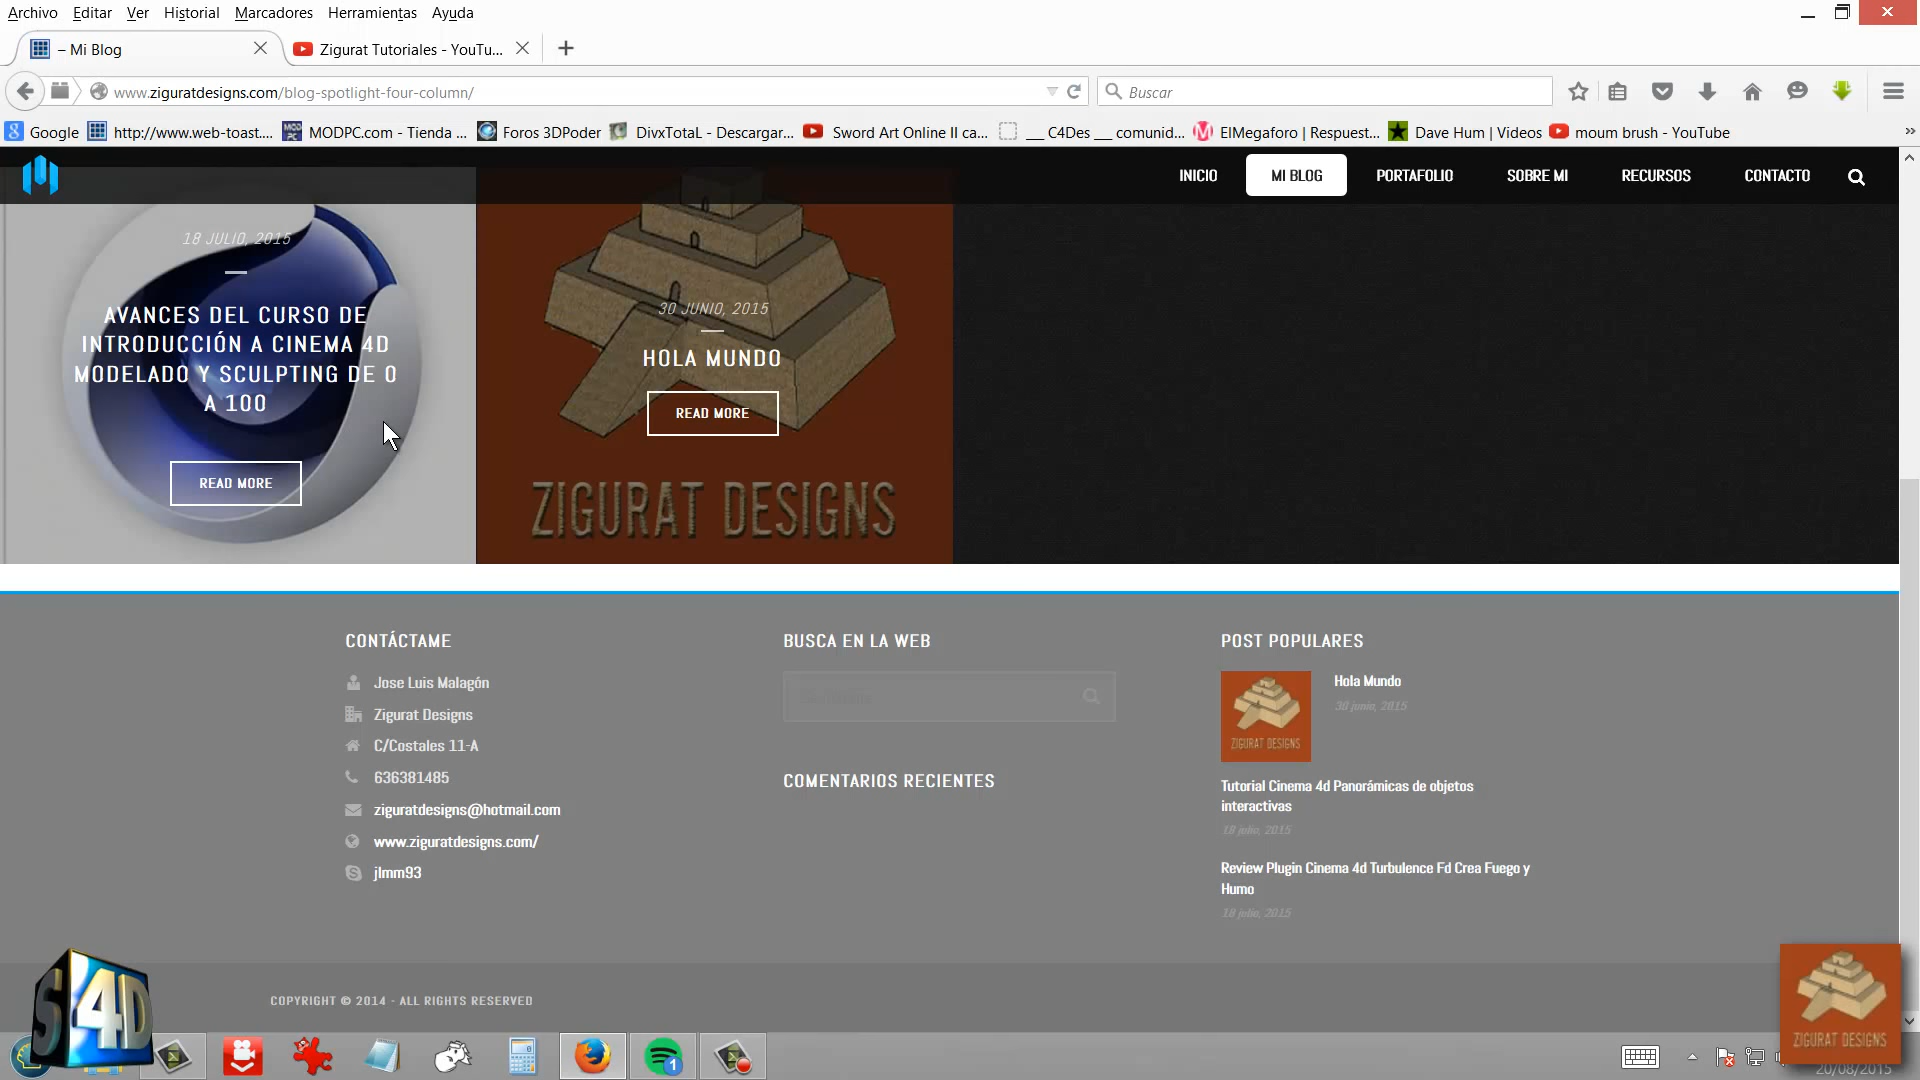 Archivo Editar Ver Historial Marcadores Herramientas Ayuda
– Mi Blog
Zigurat Tutoriales - YouTu...
www.ziguratdesigns.com/blog-spotlight-four-column/
Buscar
Google
http://www.web-toast....
MODPC.com - Tienda ...
Foros 3DPoder
DivxTotaL - Descargar...
Sword Art Online II ca...
___ C4Des ___ comunid...
ElMegaforo | Respuest...
Dave Hum | Videos
moum brush - YouTube
INICIO
MI BLOG
PORTAFOLIO
SOBRE MI
RECURSOS
CONTACTO
18 JULIO, 2015
AVANCES DEL CURSO DE
INTRODUCCIÓN A CINEMA 4D
MODELADO Y SCULPTING DE 0
A 100
READ MORE
30 JUNIO, 2015
HOLA MUNDO
READ MORE
ZIGURAT DESIGNS
CONTÁCTAME
Jose Luis Malagón
Zigurat Designs
C/Costales 11-A
636381485
ziguratdesigns@hotmail.com
www.ziguratdesigns.com/
jlmm93
BUSCA EN LA WEB
COMENTARIOS RECIENTES
POST POPULARES
ZIGURAT DESIGNS
Hola Mundo
30 junio, 2015
Tutorial Cinema 4d Panorámicas de objetos
interactivas
18 julio, 2015
Review Plugin Cinema 4d Turbulence Fd Crea Fuego y
Humo
18 julio, 2015
COPYRIGHT © 2014 - ALL RIGHTS RESERVED
S 4D
1
ZIGURAT DESIGNS
20/08/2015